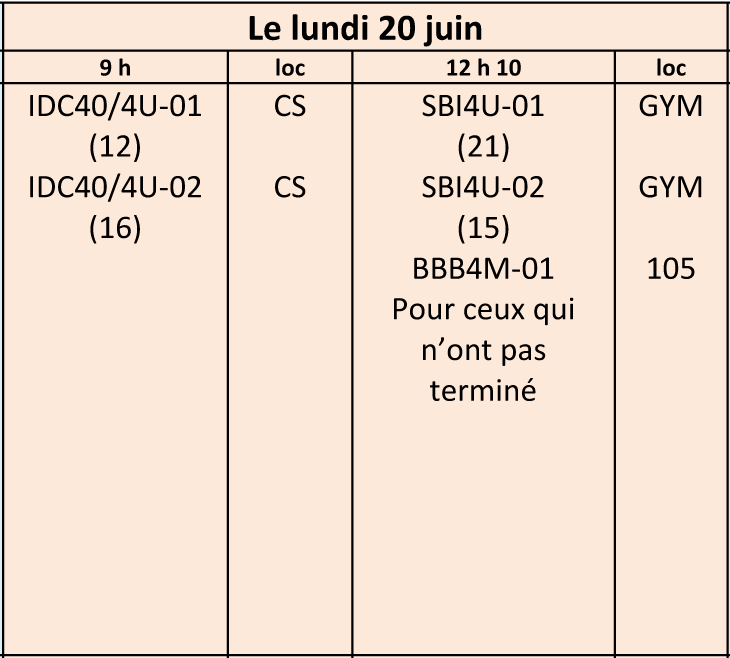 Le lundi 20 juin
9 h loc 12 h 10 loc
IDC40/4U-01 CS SBI4U-01 GYM
(12) (21)
IDC40/4U-02 CS SBI4U-02 GYM
(16) (15)
BBB4M-01 105
Pour ceux qui
n’ont pas
terminé